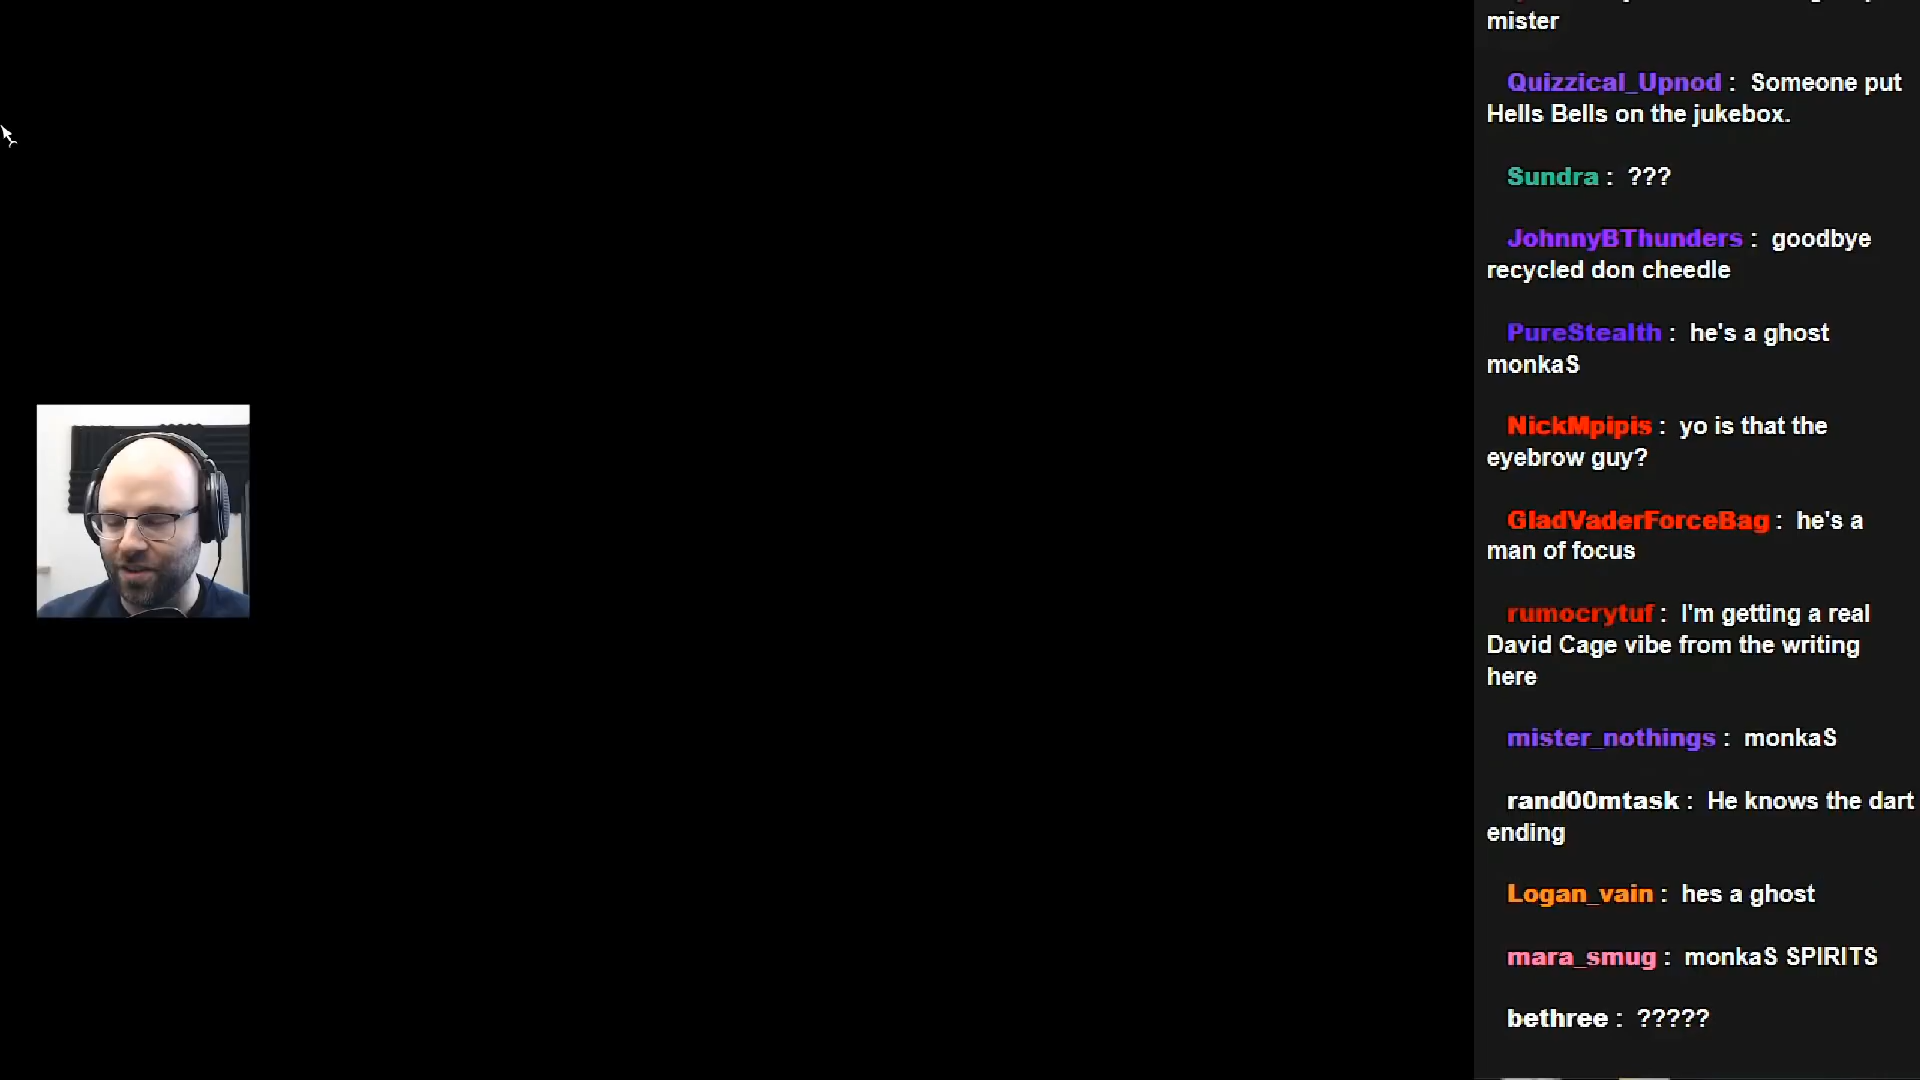 mister
Quizzical_Upnod : Someone put
Hells Bells on the jukebox.
Sundra : ???
JohnnyBThunders : goodbye
recycled don cheedle
PureStealth : he's a ghost
monkaS
NickMpipis : yo is that the
eyebrow guy?
GladVaderForceBag : he's a
man of focus
rumocrytuf : I'm getting a real
David Cage vibe from the writing
here
mister_nothings : monkaS
rand00mtask : He knows the dart
ending
Logan_vain : hes a ghost
mara_smug : monkaS SPIRITS
bethree : ?????